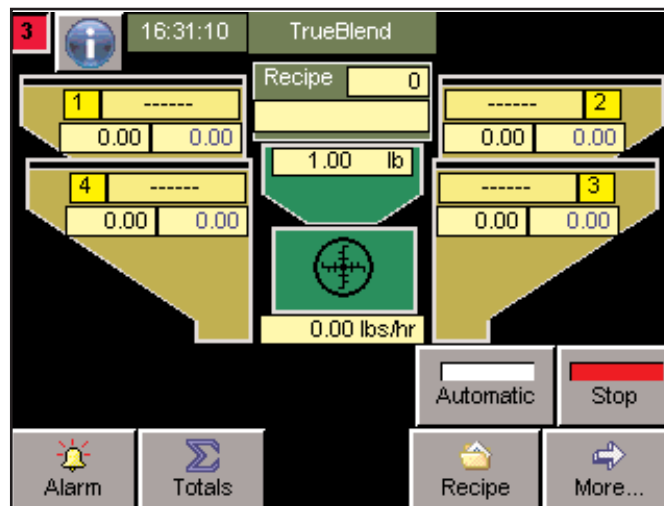 3
16:31:10
TrueBlend
Recipe 0
1 ------
0.00 0.00
------ 2
0.00 0.00
1.00 lb
4 ------
0.00 0.00
------ 3
0.00 0.00
0.00 lbs/hr
Automatic
Stop
Alarm
Totals
Recipe
More...